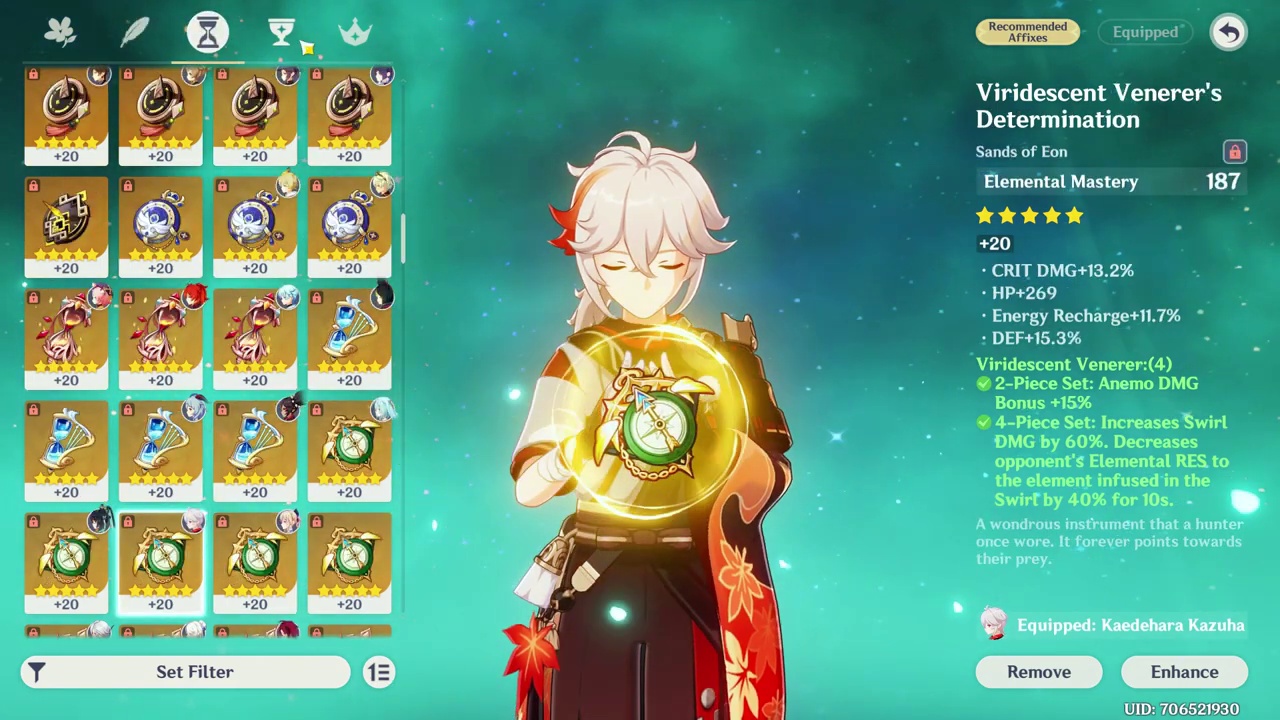 Recommended
Affixes
Equipped
Viridescent Venerer's
Determination
Sands of Eon
Elemental Mastery 187
+20
· CRIT DMG+13.2%
· HP+269
· Energy Recharge+11.7%
· DEF+15.3%
Viridescent Venerer:(4)
2-Piece Set: Anemo DMG
Bonus +15%
4-Piece Set: Increases Swirl
DMG by 60%. Decreases
opponent's Elemental RES to
the element infused in the
Swirl by 40% for 10s.
A wondrous instrument that a hunter
once wore. It forever points towards
their prey.
Equipped: Kaedehara Kazuha
Remove Enhance
UID: 706521930
+20 +20 +20 +20
+20 +20 +20 +20
+20 +20 +20 +20
+20 +20 +20 +20
+20 +20 +20 +20
Set Filter